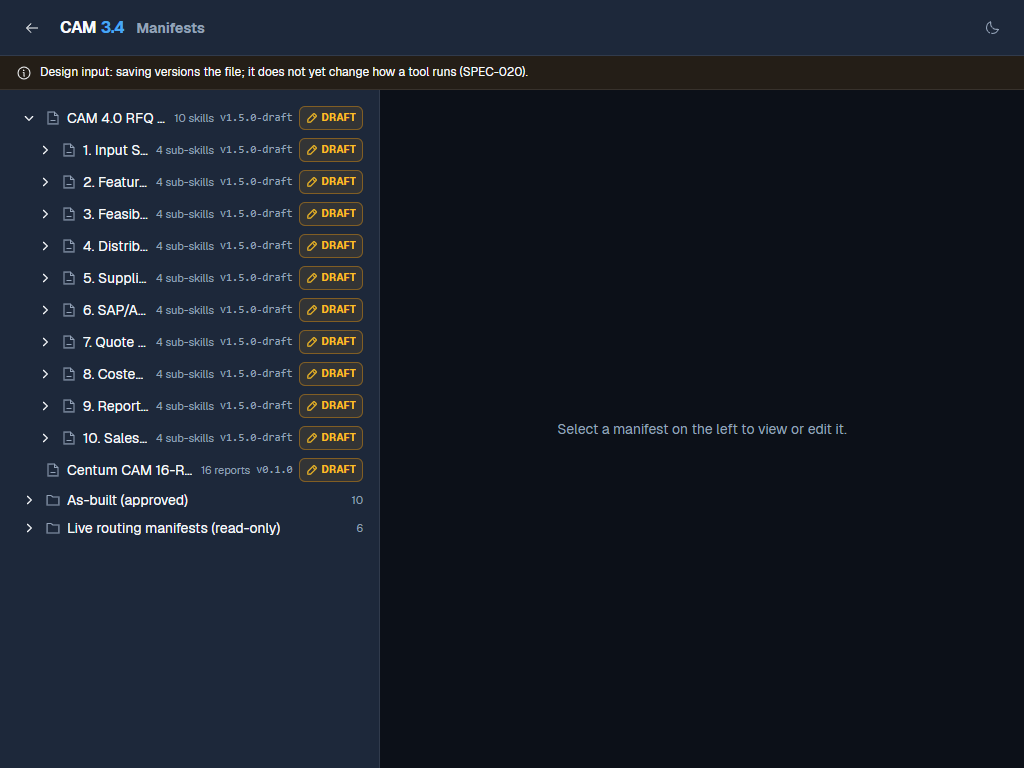 CAM 3.4 Manifests
Design input: saving versions the file; it does not yet change how a tool runs (SPEC-020).
CAM 4.0 RFQ ... 10 skills v1.5.0-draft DRAFT
1. Input S... 4 sub-skills v1.5.0-draft DRAFT
2. Featur... 4 sub-skills v1.5.0-draft DRAFT
3. Feasib... 4 sub-skills v1.5.0-draft DRAFT
4. Distrib... 4 sub-skills v1.5.0-draft DRAFT
5. Suppli... 4 sub-skills v1.5.0-draft DRAFT
6. SAP/A... 4 sub-skills v1.5.0-draft DRAFT
7. Quote ... 4 sub-skills v1.5.0-draft DRAFT
8. Coste... 4 sub-skills v1.5.0-draft DRAFT
9. Report... 4 sub-skills v1.5.0-draft DRAFT
10. Sales... 4 sub-skills v1.5.0-draft DRAFT
Centum CAM 16-R... 16 reports v0.1.0 DRAFT
As-built (approved) 10
Live routing manifests (read-only) 6
Select a manifest on the left to view or edit it.